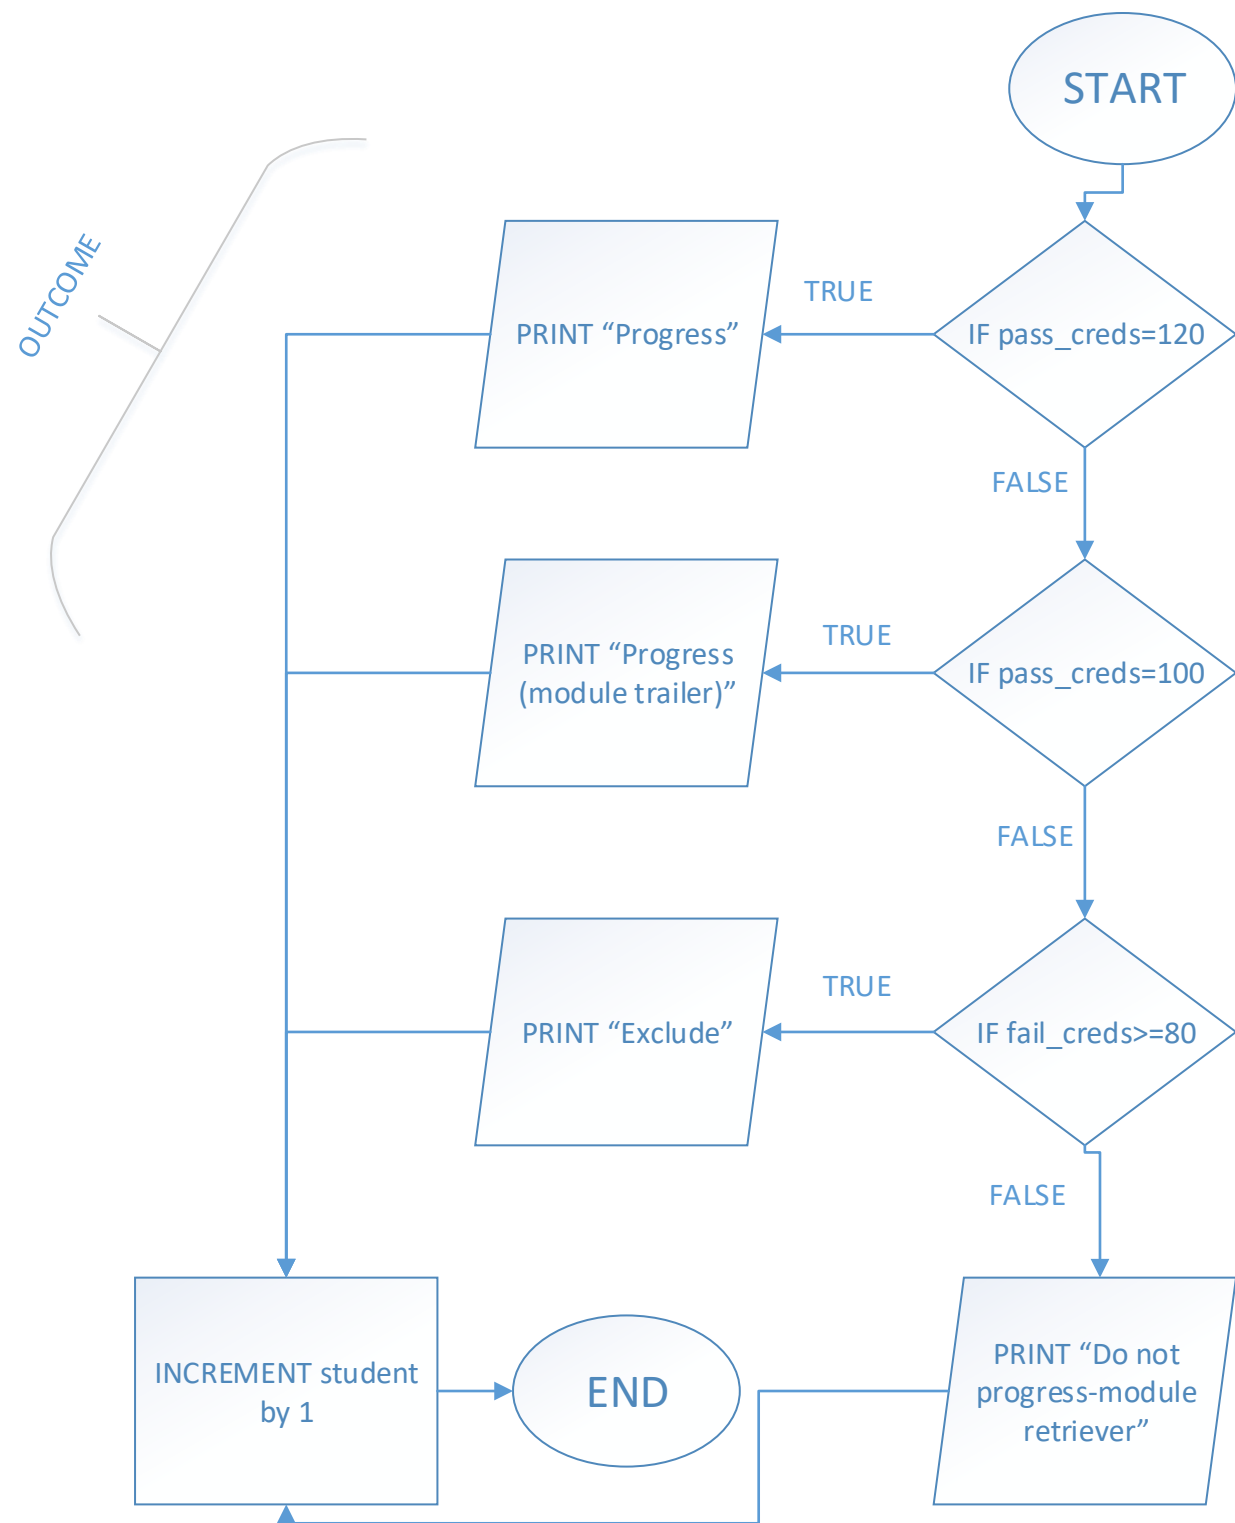 START
OUTCOME
TRUE
PRINT “Progress”
IF pass_creds=120
FALSE
TRUE
PRINT “Progress
(module trailer)”
IF pass_creds=100
FALSE
TRUE
PRINT “Exclude”
IF fail_creds>=80
FALSE
INCREMENT student
by 1
END
PRINT “Do not
progress-module
retriever”